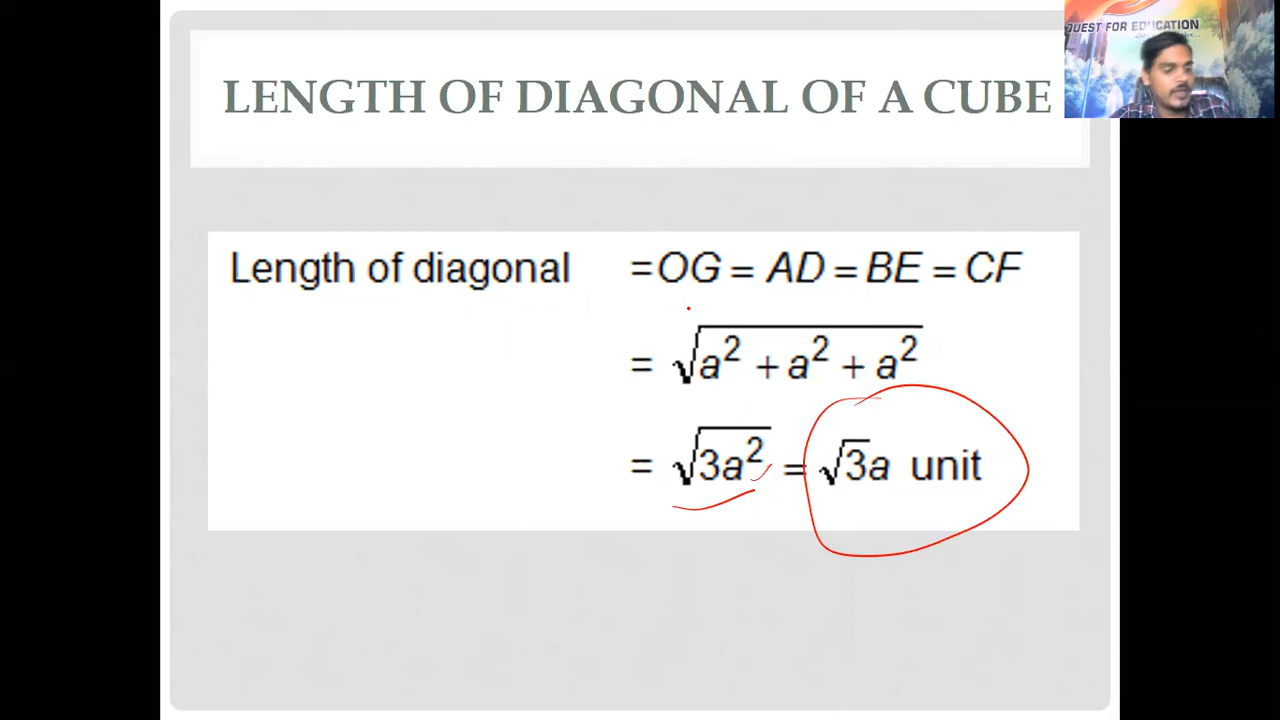 LENGTH OF DIAGONAL OF A CUBE
QUEST FOR EDUCATION
Length of diagonal = OG = AD = BE = CF
= √a² + a² + a²
= √3a² = √3a unit